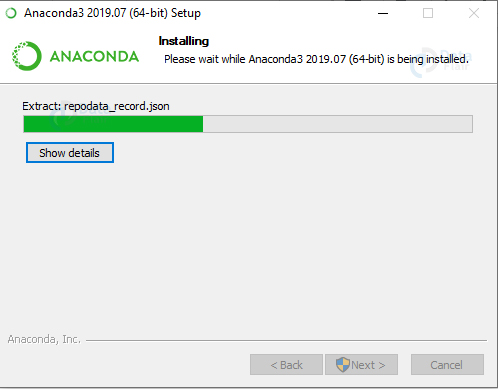 Anaconda3 2019.07 (64-bit) Setup
ANACONDA
Installing
Please wait while Anaconda3 2019.07 (64-bit) is being installed.
Extract: repodata_record.json
Show details
Anaconda, Inc.
< Back
Next >
Cancel